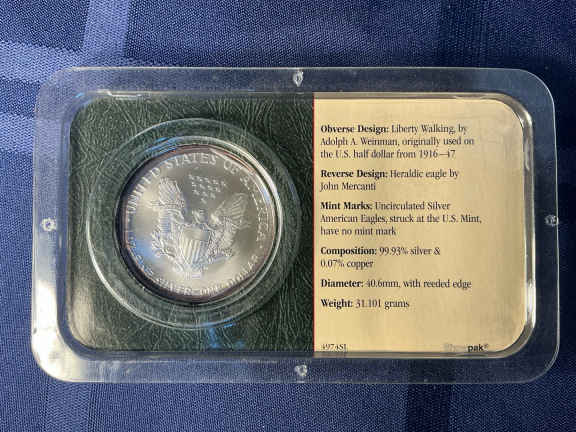 UNITED STATES OF AMERICA
SILVER~ONE DOLLAR
Obverse Design: Liberty Walking, by
Adolph A. Weinman, originally used on
the U.S. half dollar from 1916–47
Reverse Design: Heraldic eagle by
John Mercanti
Mint Marks: Uncirculated Silver
American Eagles, struck at the U.S. Mint,
have no mint mark
Composition: 99.93% silver &
0.07% copper
Diameter: 40.6mm, with reeded edge
Weight: 31.101 grams
4974SL
pak®